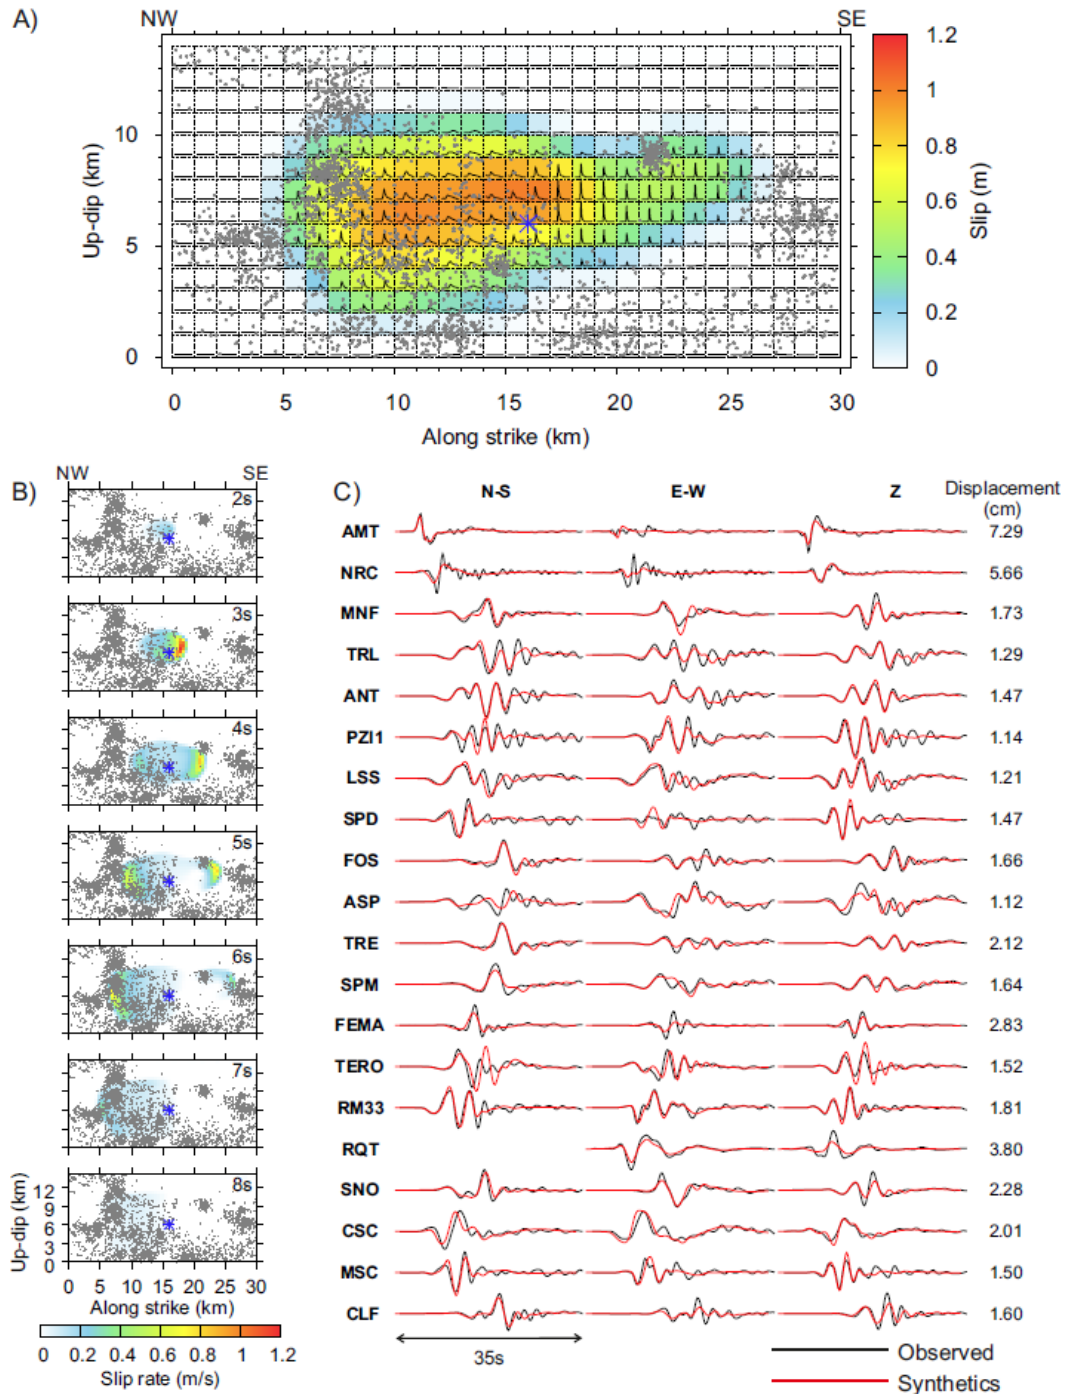 A)
NW
SE
1.2
1
0.8
0.6
0.4
0.2
0
Slip (m)
10
5
0
Up-dip (km)
0 5 10 15 20 25 30
Along strike (km)
B)
NW SE
2s
3s
4s
5s
6s
7s
8s
12
9
6
3
0
Up-dip (km)
0 5 10 15 20 25 30
Along strike (km)
0 0.2 0.4 0.6 0.8 1.2
Slip rate (m/s)
C)
N-S E-W Z Displacement
(cm)
AMT 7.29
NRC 5.66
MNF 1.73
TRL 1.29
ANT 1.47
PZI1 1.14
LSS 1.21
SPD 1.47
FOS 1.66
ASP 1.12
TRE 2.12
SPM 1.64
FEMA 2.83
TERO 1.52
RM33 1.81
RQT 3.80
SNO 2.28
CSC 2.01
MSC 1.50
CLF 1.60
35s
Observed
Synthetics